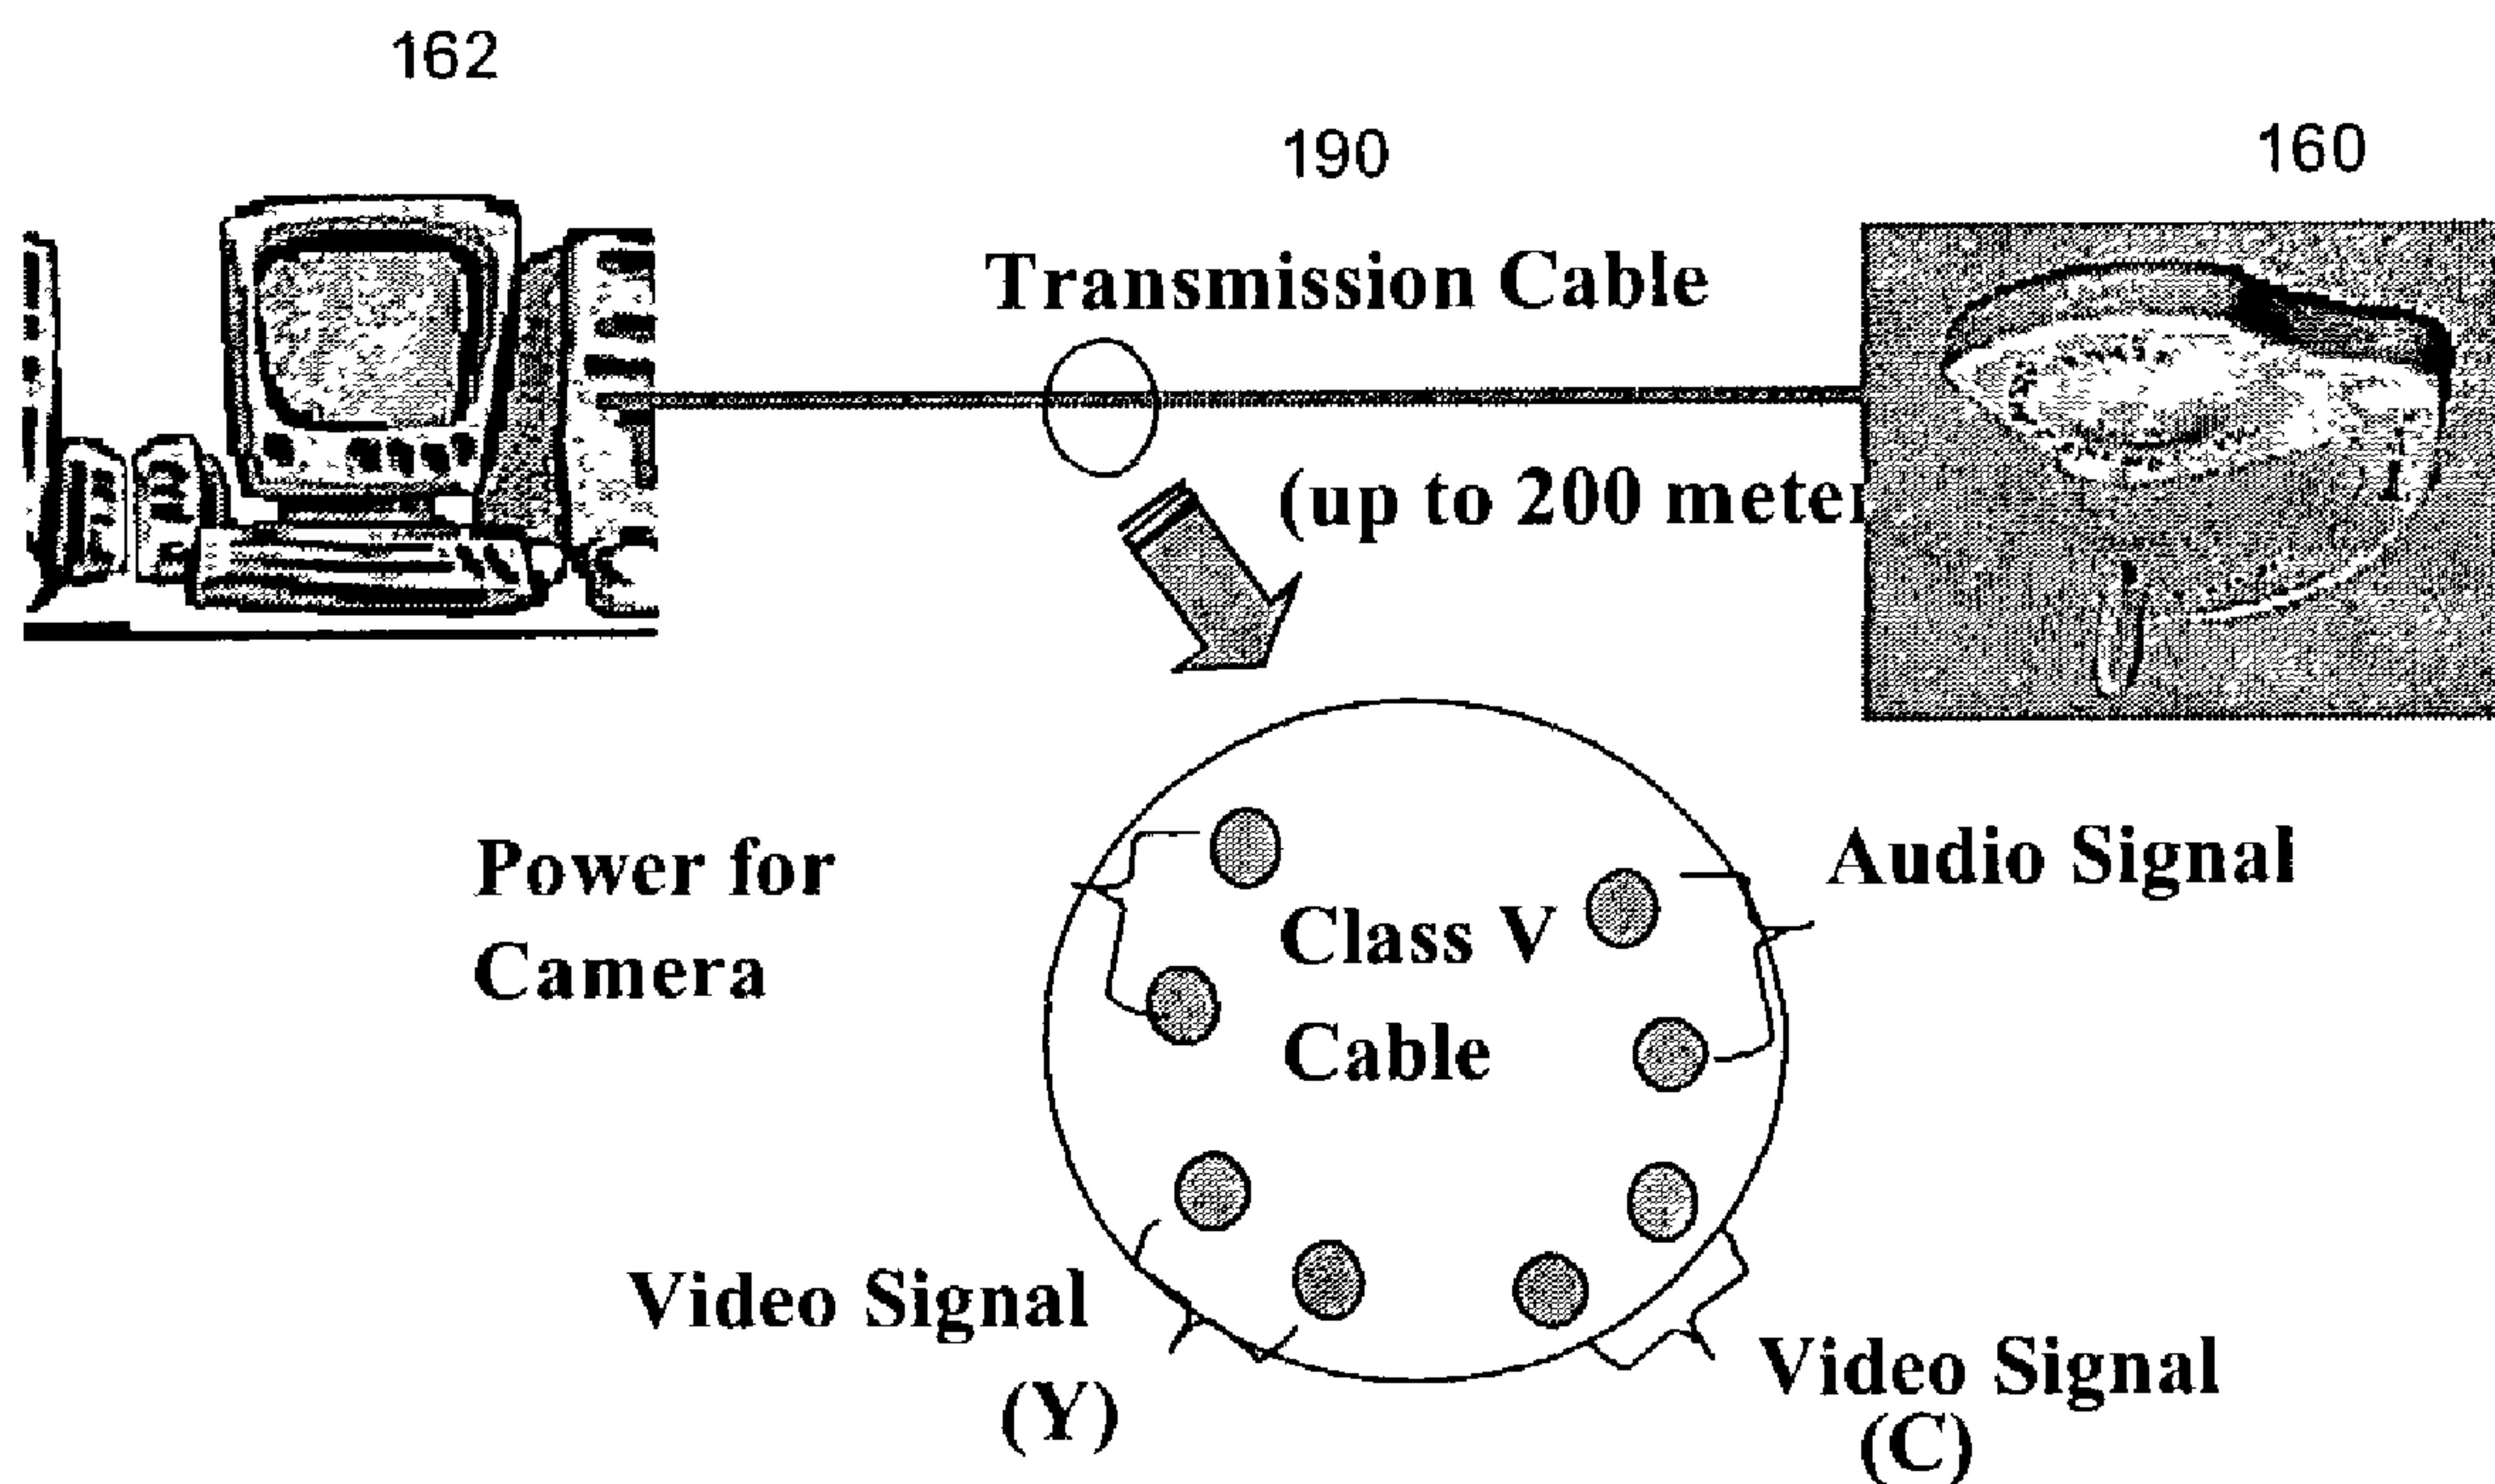 162
190
160
Transmission Cable
(up to 200 meter
Power for
Camera
Audio Signal
Class V
Cable
Video Signal
(Y)
Video Signal
(C)